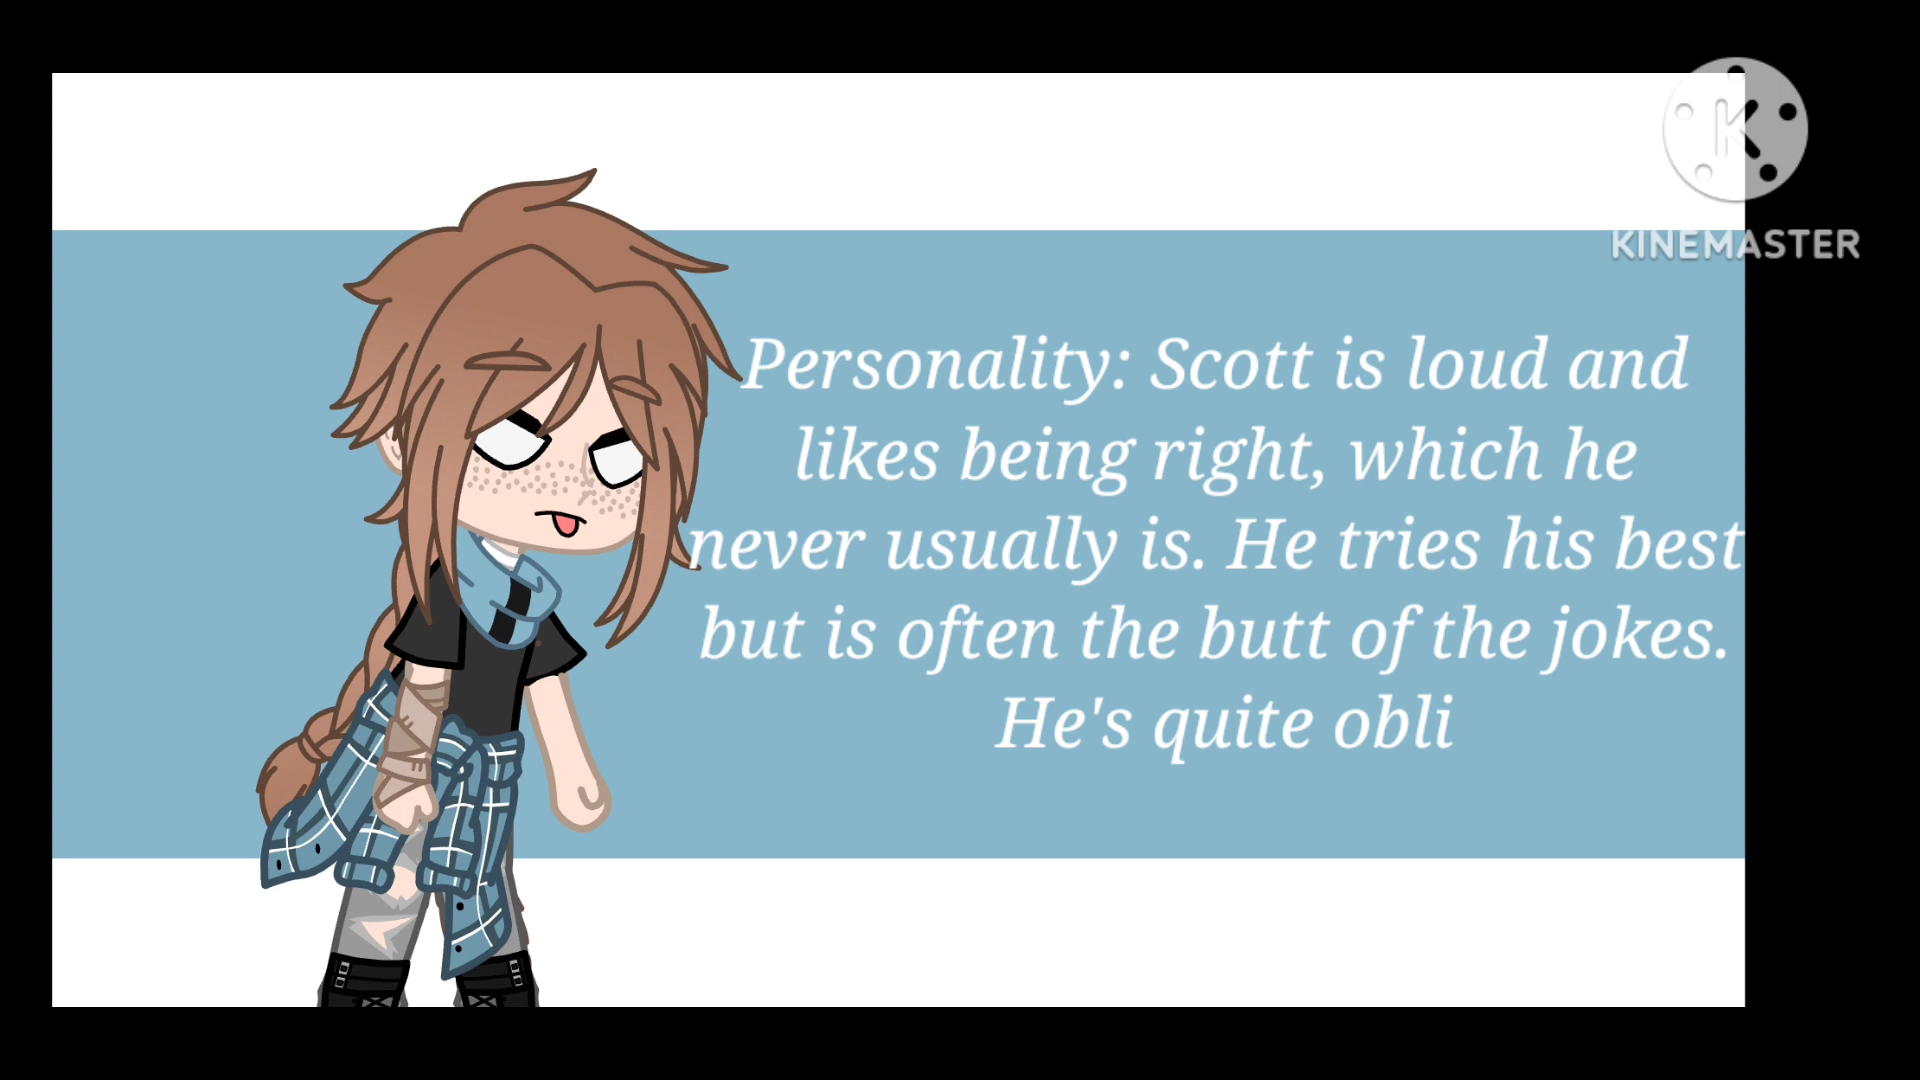 KINEMASTER
Personality: Scott is loud and
likes being right, which he
never usually is. He tries his best
but is often the butt of the jokes.
He's quite obli